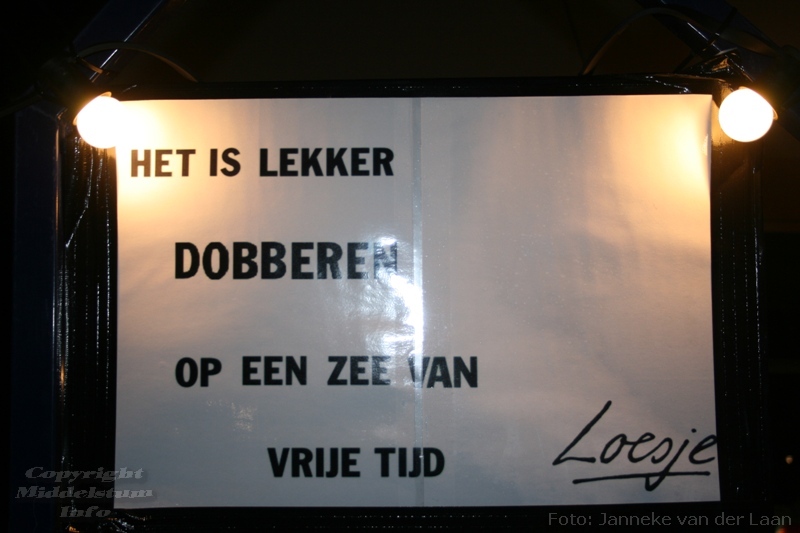 HET IS LEKKER
DOBBEREN
OP EEN ZEE VAN
VRIJE TIJD
Loesje
Copyright
Middelstum
Info
Foto: Janneke van der Laan